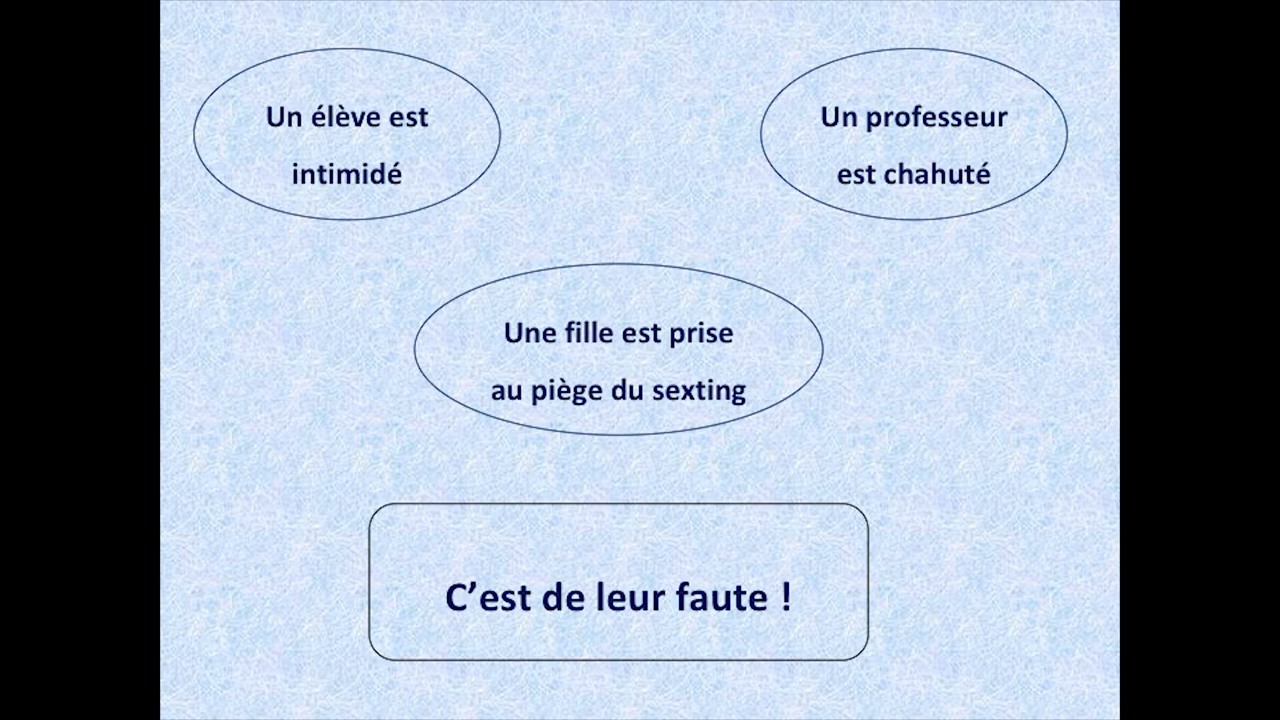 Un élève est
intimidé
Un professeur
est chahuté
Une fille est prise
au piège du sexting
C’est de leur faute !